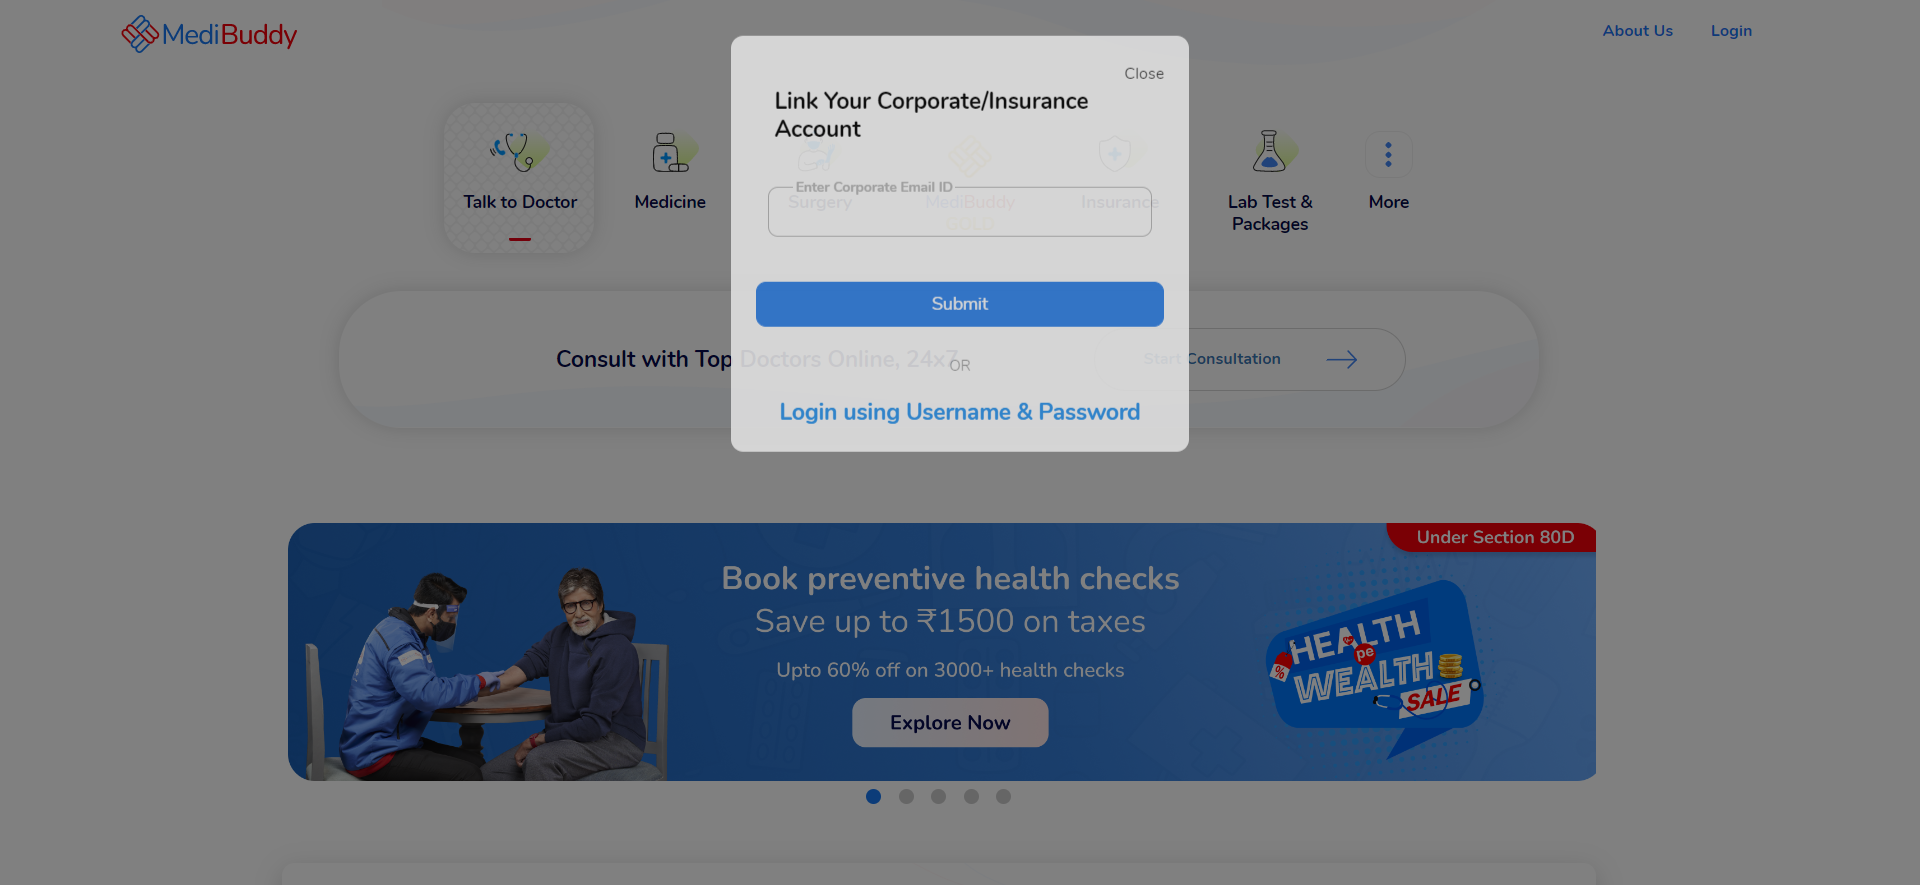 MediBuddy
About Us
Login
Close
Link Your Corporate/Insurance
Account
Talk to Doctor
Medicine
Surgery
MediBuddy
GOLD
Insurance
Lab Test &
Packages
More
Enter Corporate Email ID
Submit
Consult with Top Doctors Online, 24x7
Start Consultation
OR
Login using Username & Password
Under Section 80D
Book preventive health checks
Save up to ₹1500 on taxes
Upto 60% off on 3000+ health checks
Explore Now
HEALTH
pe
%
WEALTH
SALE